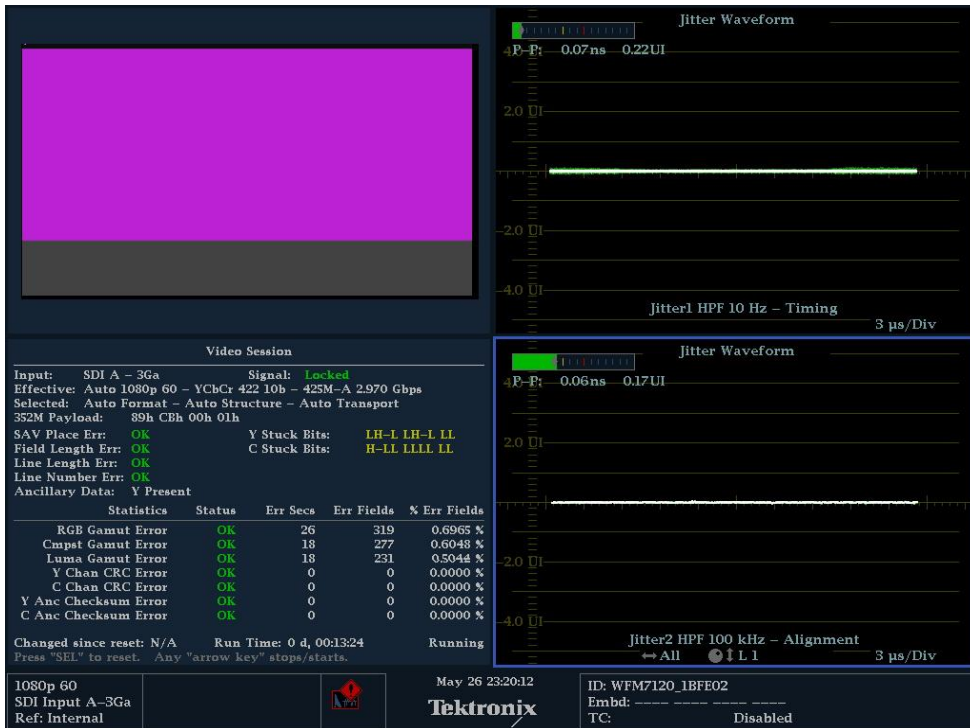 Jitter Waveform
P-P: 0.07ns 0.22UI
4.0 UI
2.0 UI
-2.0 UI
-4.0 UI
Jitter1 HPF 10 Hz – Timing
3 µs/Div
Video Session
Input: SDI A – 3Ga Signal: Locked
Effective: Auto 1080p 60 – YCbCr 422 10b – 425M–A 2.970 Gbps
Selected: Auto Format – Auto Structure – Auto Transport
352M Payload: 89h CBh 00h 01h
SAV Place Err: OK Y Stuck Bits: LH–L LH–L LL
Field Length Err: OK C Stuck Bits: H–LL LLLL LL
Line Length Err: OK
Line Number Err: OK
Ancillary Data: Y Present
Statistics Status Err Secs Err Fields % Err Fields
RGB Gamut Error OK 26 319 0.6965 %
Cmpst Gamut Error OK 18 277 0.6048 %
Luma Gamut Error OK 18 231 0.5044 %
Y Chan CRC Error OK 0 0 0.0000 %
C Chan CRC Error OK 0 0 0.0000 %
Y Anc Checksum Error OK 0 0 0.0000 %
C Anc Checksum Error OK 0 0 0.0000 %
Changed since reset: N/A Run Time: 0 d, 00:13:24 Running
Press "SEL" to reset. Any "arrow key" stops/starts.
Jitter Waveform
P-P: 0.06ns 0.17UI
2.0 UI
-2.0 UI
-4.0 UI
Jitter2 HPF 100 kHz – Alignment
All L 1 3 µs/Div
1080p 60
SDI Input A–3Ga
Ref: Internal
May 26 23:20:12
Tektronix
ID: WFM7120_1BFE02
Embd: –––– –––– –––– ––––
TC: Disabled